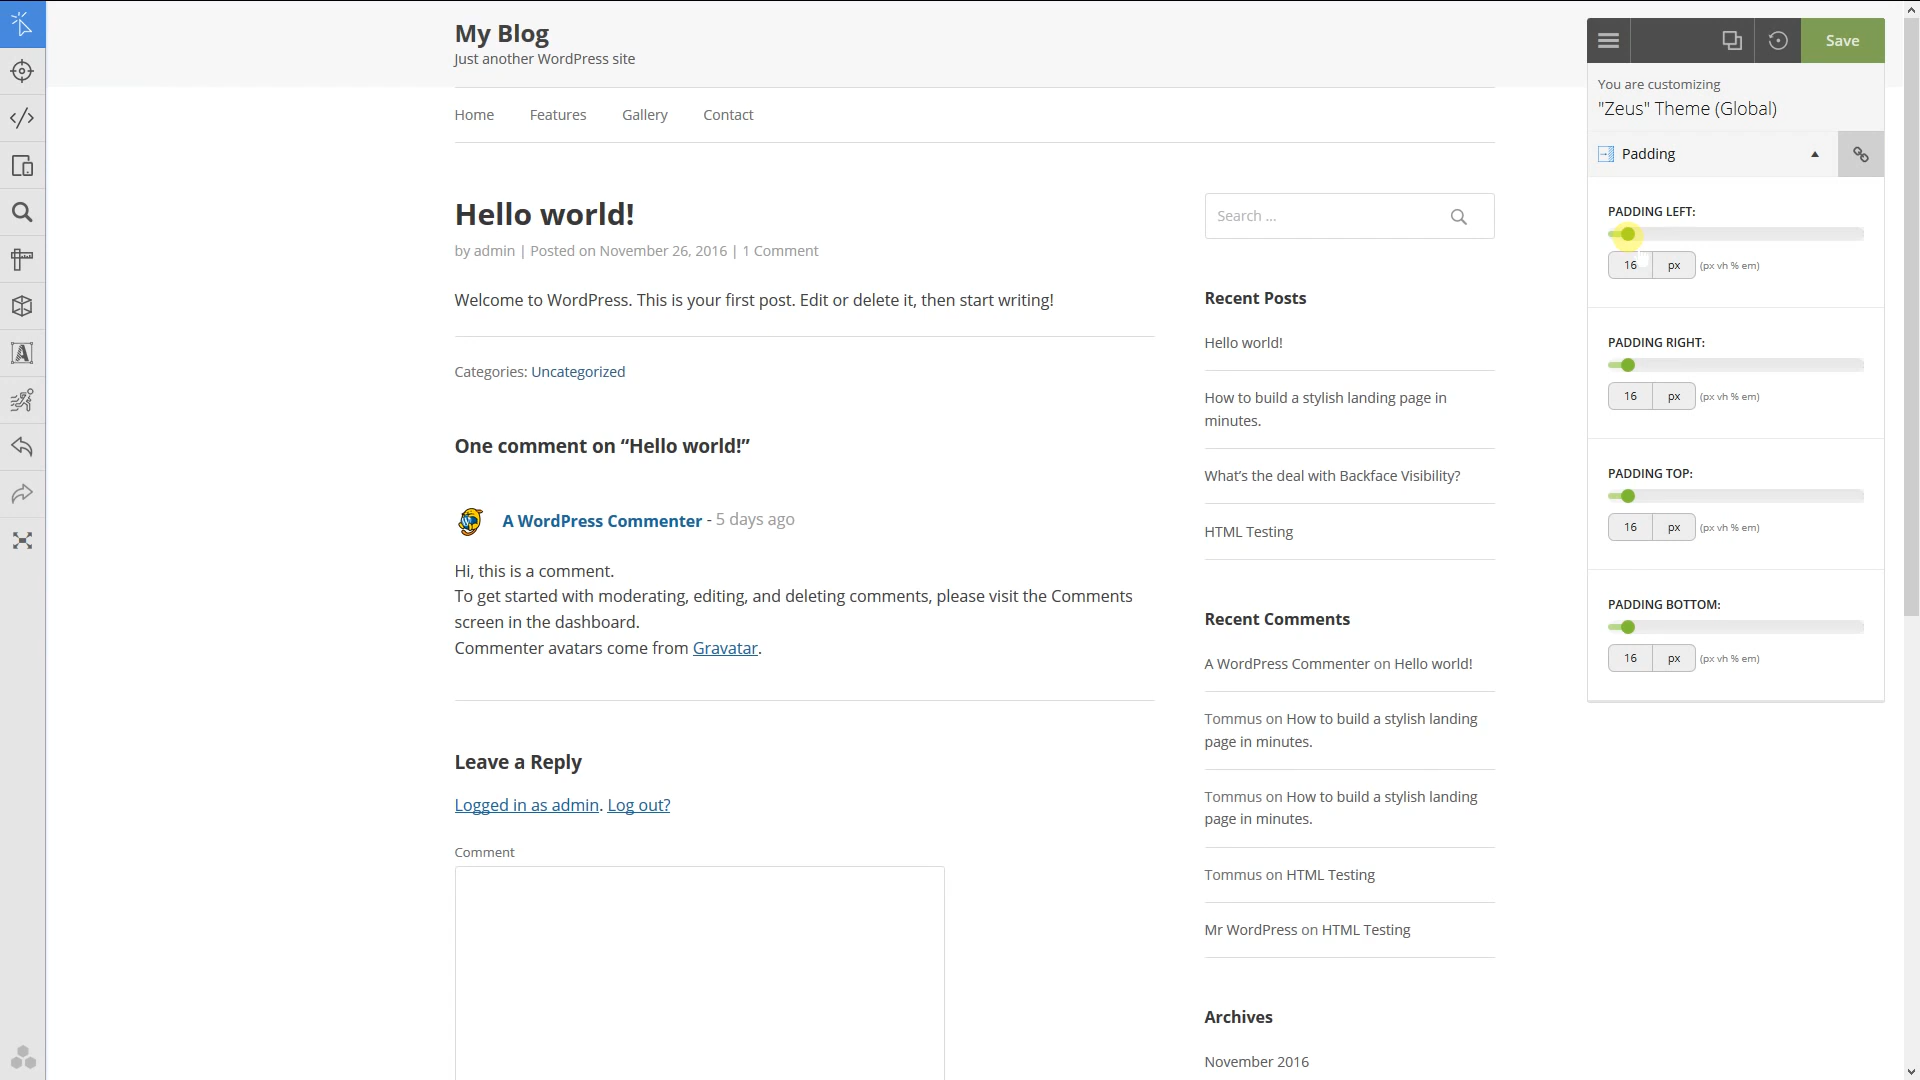 My Blog
Just another WordPress site
Home
Features
Gallery
Contact
Hello world!
by admin | Posted on November 26, 2016 | 1 Comment
Welcome to WordPress. This is your first post. Edit or delete it, then start writing!
Categories: Uncategorized
One comment on “Hello world!”
A WordPress Commenter - 5 days ago
Hi, this is a comment.
To get started with moderating, editing, and deleting comments, please visit the Comments
screen in the dashboard.
Commenter avatars come from Gravatar.
Leave a Reply
Logged in as admin. Log out?
Comment
Search ...
Recent Posts
Hello world!
How to build a stylish landing page in
minutes.
What’s the deal with Backface Visibility?
HTML Testing
Recent Comments
A WordPress Commenter on Hello world!
Tommus on How to build a stylish landing
page in minutes.
Tommus on How to build a stylish landing
page in minutes.
Tommus on HTML Testing
Mr WordPress on HTML Testing
Archives
November 2016
Save
You are customizing
"Zeus" Theme (Global)
Padding
PADDING LEFT:
16 px (px vh % em)
PADDING RIGHT:
16 px (px vh % em)
PADDING TOP:
16 px (px vh % em)
PADDING BOTTOM:
16 px (px vh % em)